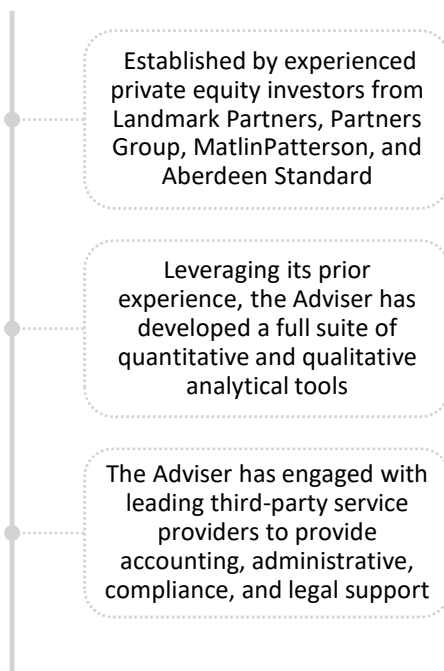 Established by experienced
private equity investors from
Landmark Partners, Partners
Group, MatlinPatterson, and
Aberdeen Standard
Leveraging its prior
experience, the Adviser has
developed a full suite of
quantitative and qualitative
analytical tools
The Adviser has engaged with
leading third-party service
providers to provide
accounting, administrative,
compliance, and legal support